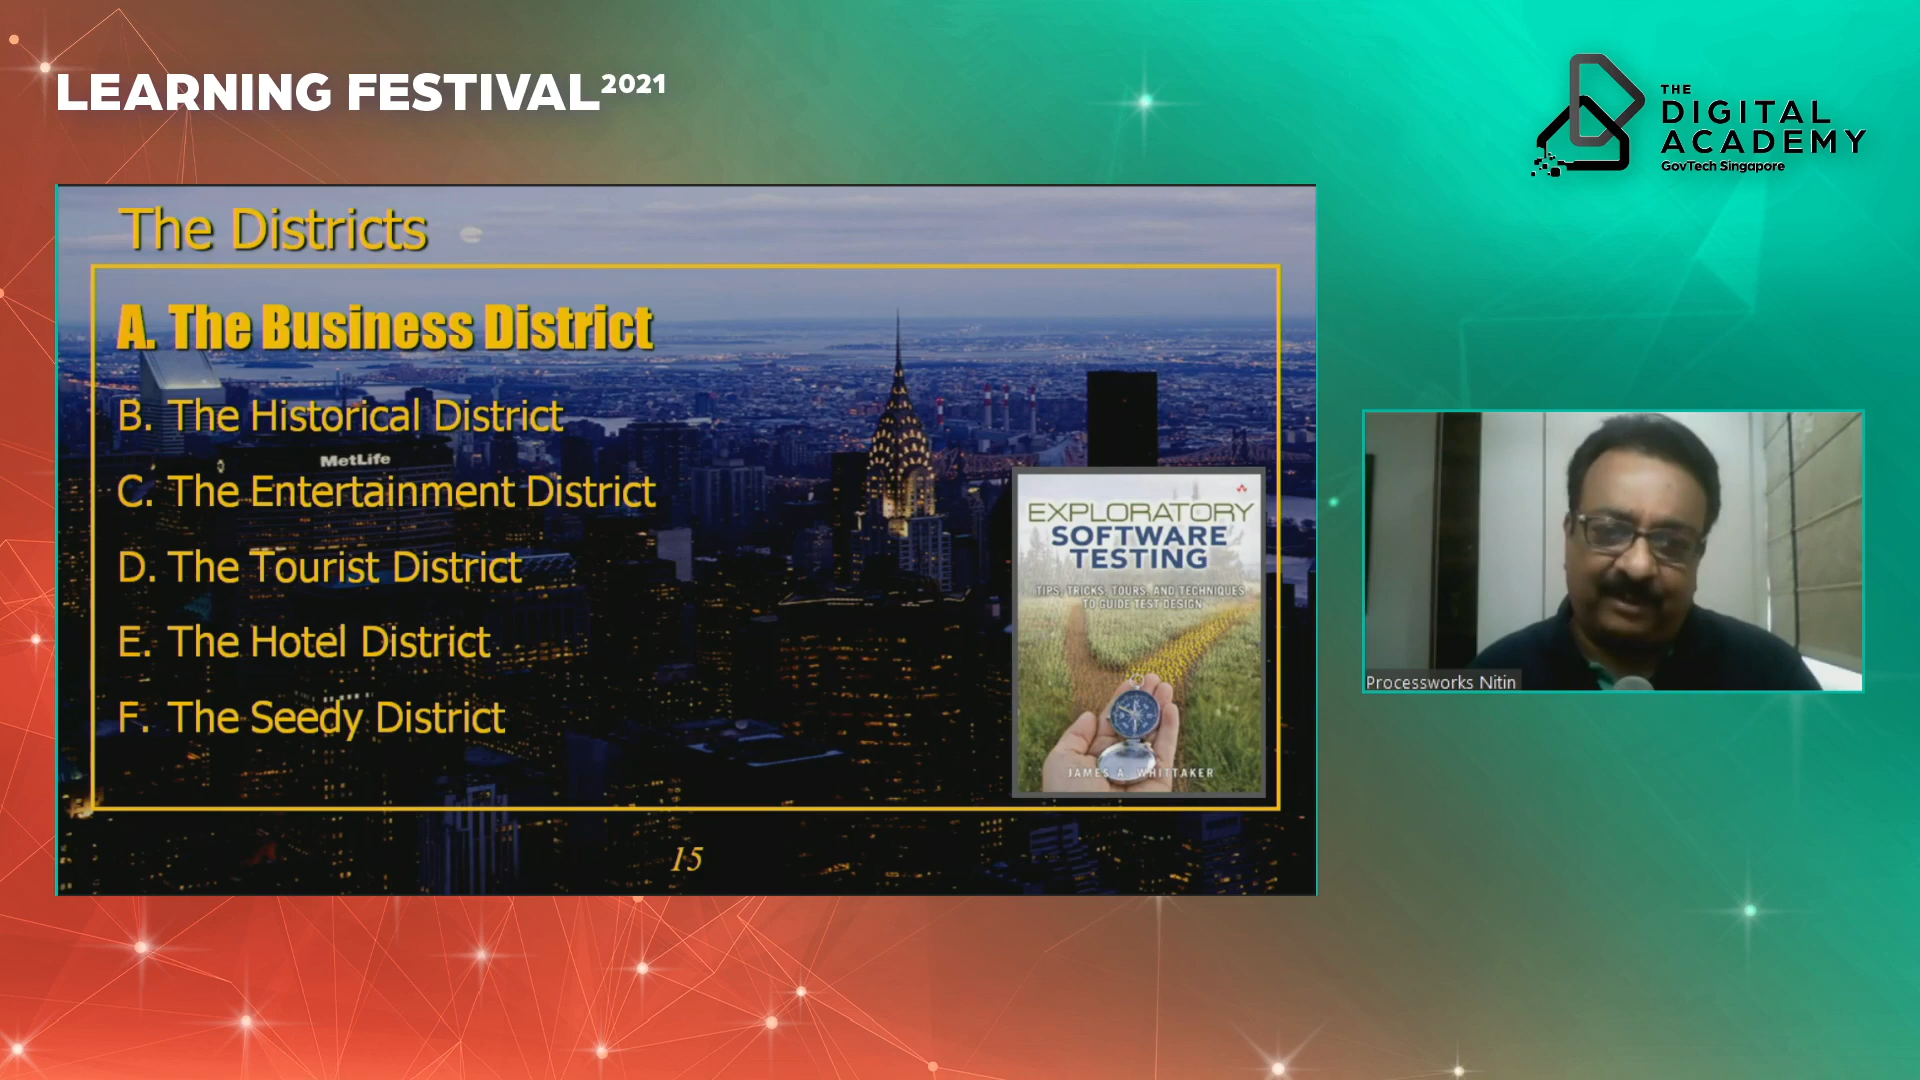 LEARNING FESTIVAL 2021
THE
DIGITAL
ACADEMY
GovTech Singapore
The Districts
A. The Business District
B. The Historical District
C. The Entertainment District
D. The Tourist District
E. The Hotel District
F. The Seedy District
MetLife
EXPLORATORY
SOFTWARE
TESTING
TIPS, TRICKS, TOURS, AND TECHNIQUES
TO GUIDE TEST DESIGN
JAMES A. WHITTAKER
15
Processworks Nitin